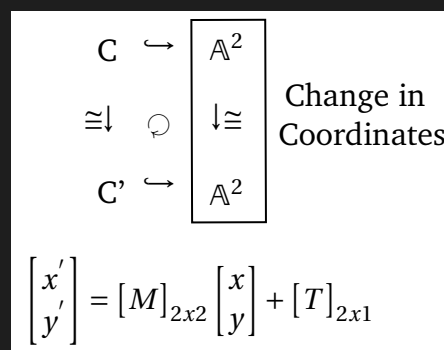 C ↪ 𝔸²
≅↓ ↻ ↓≅
Change in
Coordinates
C' ↪ 𝔸²
[x' y'] = [M]₂ₓ₂ [x y] + [T]₂ₓ₁